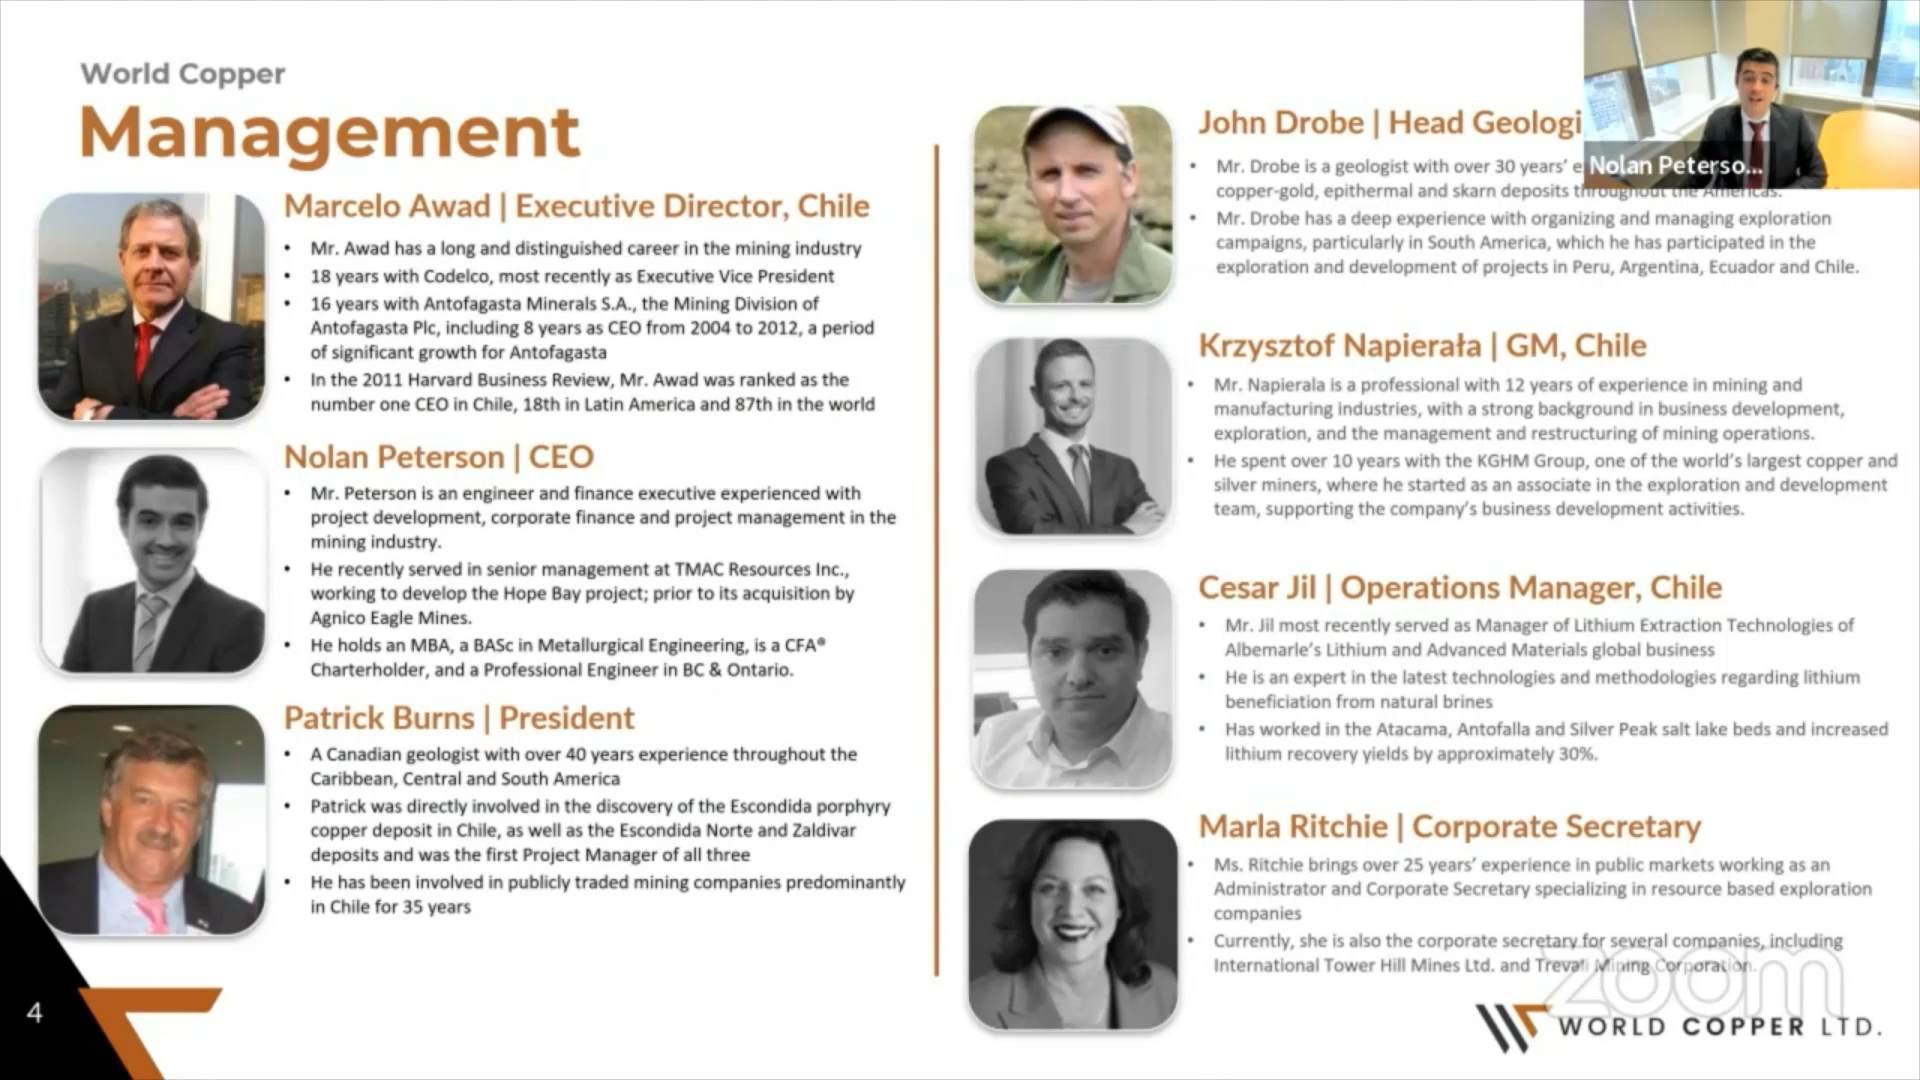 World Copper
Management
Marcelo Awad | Executive Director, Chile
• Mr. Awad has a long and distinguished career in the mining industry
• 18 years with Codelco, most recently as Executive Vice President
• 16 years with Antofagasta Minerals S.A., the Mining Division of
Antofagasta Plc, including 8 years as CEO from 2004 to 2012, a period
of significant growth for Antofagasta
• In the 2011 Harvard Business Review, Mr. Awad was ranked as the
number one CEO in Chile, 18th in Latin America and 87th in the world
Nolan Peterson | CEO
• Mr. Peterson is an engineer and finance executive experienced with
project development, corporate finance and project management in the
mining industry.
• He recently served in senior management at TMAC Resources Inc.,
working to develop the Hope Bay project; prior to its acquisition by
Agnico Eagle Mines.
• He holds an MBA, a BASc in Metallurgical Engineering, is a CFA®
Charterholder, and a Professional Engineer in BC & Ontario.
Patrick Burns | President
• A Canadian geologist with over 40 years experience throughout the
Caribbean, Central and South America
• Patrick was directly involved in the discovery of the Escondida porphyry
copper deposit in Chile, as well as the Escondida Norte and Zaldivar
deposits and was the first Project Manager of all three
• He has been involved in publicly traded mining companies predominantly
in Chile for 35 years
4
John Drobe | Head Geologi
• Mr. Drobe is a geologist with over 30 years' e
copper-gold, epithermal and skarn deposits throughout the Americas.
• Mr. Drobe has a deep experience with organizing and managing exploration
campaigns, particularly in South America, which he has participated in the
exploration and development of projects in Peru, Argentina, Ecuador and Chile.
Nolan Peterso...
Krzysztof Napierała | GM, Chile
• Mr. Napierala is a professional with 12 years of experience in mining and
manufacturing industries, with a strong background in business development,
exploration, and the management and restructuring of mining operations.
• He spent over 10 years with the KGHM Group, one of the world's largest copper and
silver miners, where he started as an associate in the exploration and development
team, supporting the company's business development activities.
Cesar Jil | Operations Manager, Chile
• Mr. Jil most recently served as Manager of Lithium Extraction Technologies of
Albemarle's Lithium and Advanced Materials global business
• He is an expert in the latest technologies and methodologies regarding lithium
beneficiation from natural brines
• Has worked in the Atacama, Antofalla and Silver Peak salt lake beds and increased
lithium recovery yields by approximately 30%.
Marla Ritchie | Corporate Secretary
• Ms. Ritchie brings over 25 years' experience in public markets working as an
Administrator and Corporate Secretary specializing in resource based exploration
companies
• Currently, she is also the corporate secretary for several companies, including
International Tower Hill Mines Ltd. and Trevali Mining Corporation.
zoom
WORLD COPPER LTD.